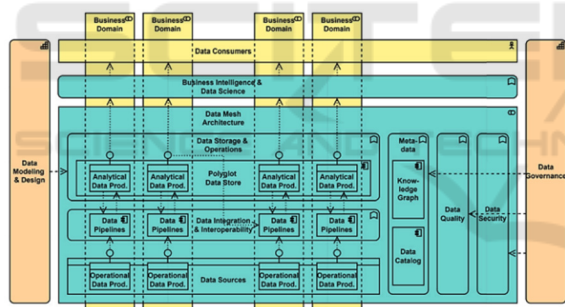 Business
Domain
Business
Domain
Business
Domain
Business
Domain
Data Consumers
Business Intelligence &
Data Science
Data Mesh
Architecture
Data Storage &
Operations
Meta-
data
Analytical
Data Prod.
Analytical
Data Prod.
Polyglot
Data Store
Analytical
Data Prod.
Analytical
Data Prod.
Know-
ledge
Graph
Data
Modeling
& Design
Data
Governance
Data
Pipelines
Data
Pipelines
Data Integration
& Interoperability
Data
Pipelines
Data
Pipelines
Data
Quality
Data
Security
Data
Catalog
Operational
Data Prod.
Operational
Data Prod.
Data Sources
Operational
Data Prod.
Operational
Data Prod.